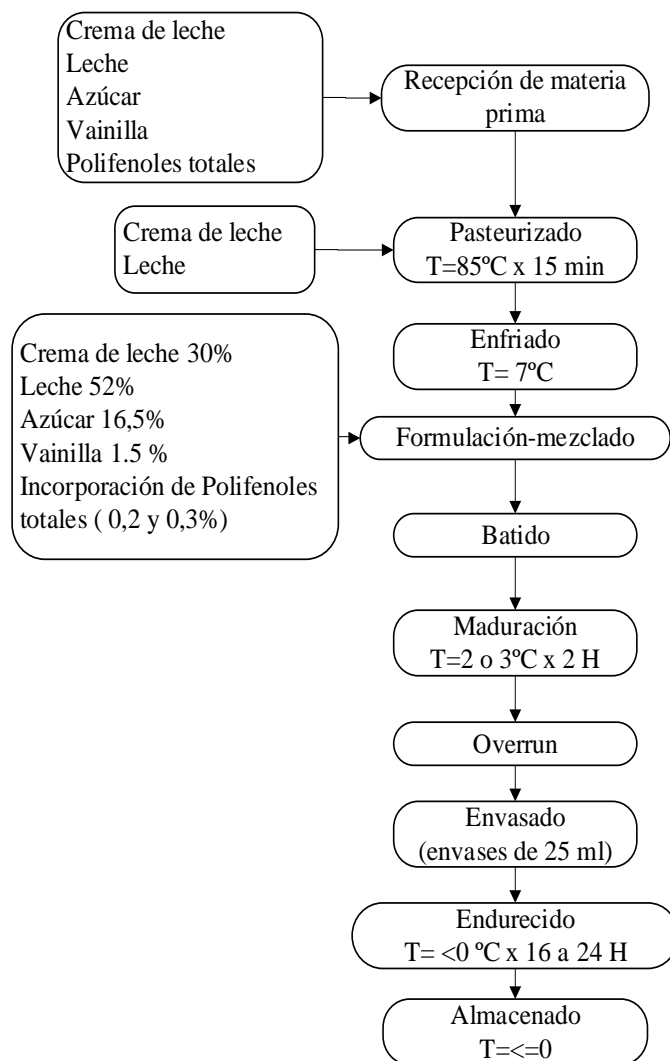 Crema de leche
Leche
Azúcar
Vainilla
Polifenoles totales
Recepción de materia
prima
Crema de leche
Leche
Pasteurizado
T=85ºC x 15 min
Enfriado
T= 7ºC
Crema de leche 30%
Leche 52%
Azúcar 16,5%
Vainilla 1.5 %
Incorporación de Polifenoles
totales ( 0,2 y 0,3%)
Formulación-mezclado
Batido
Maduración
T=2 o 3ºC x 2 H
Overrun
Envasado
(envases de 25 ml)
Endurecido
T= <0 ºC x 16 a 24 H
Almacenado
T=<=0